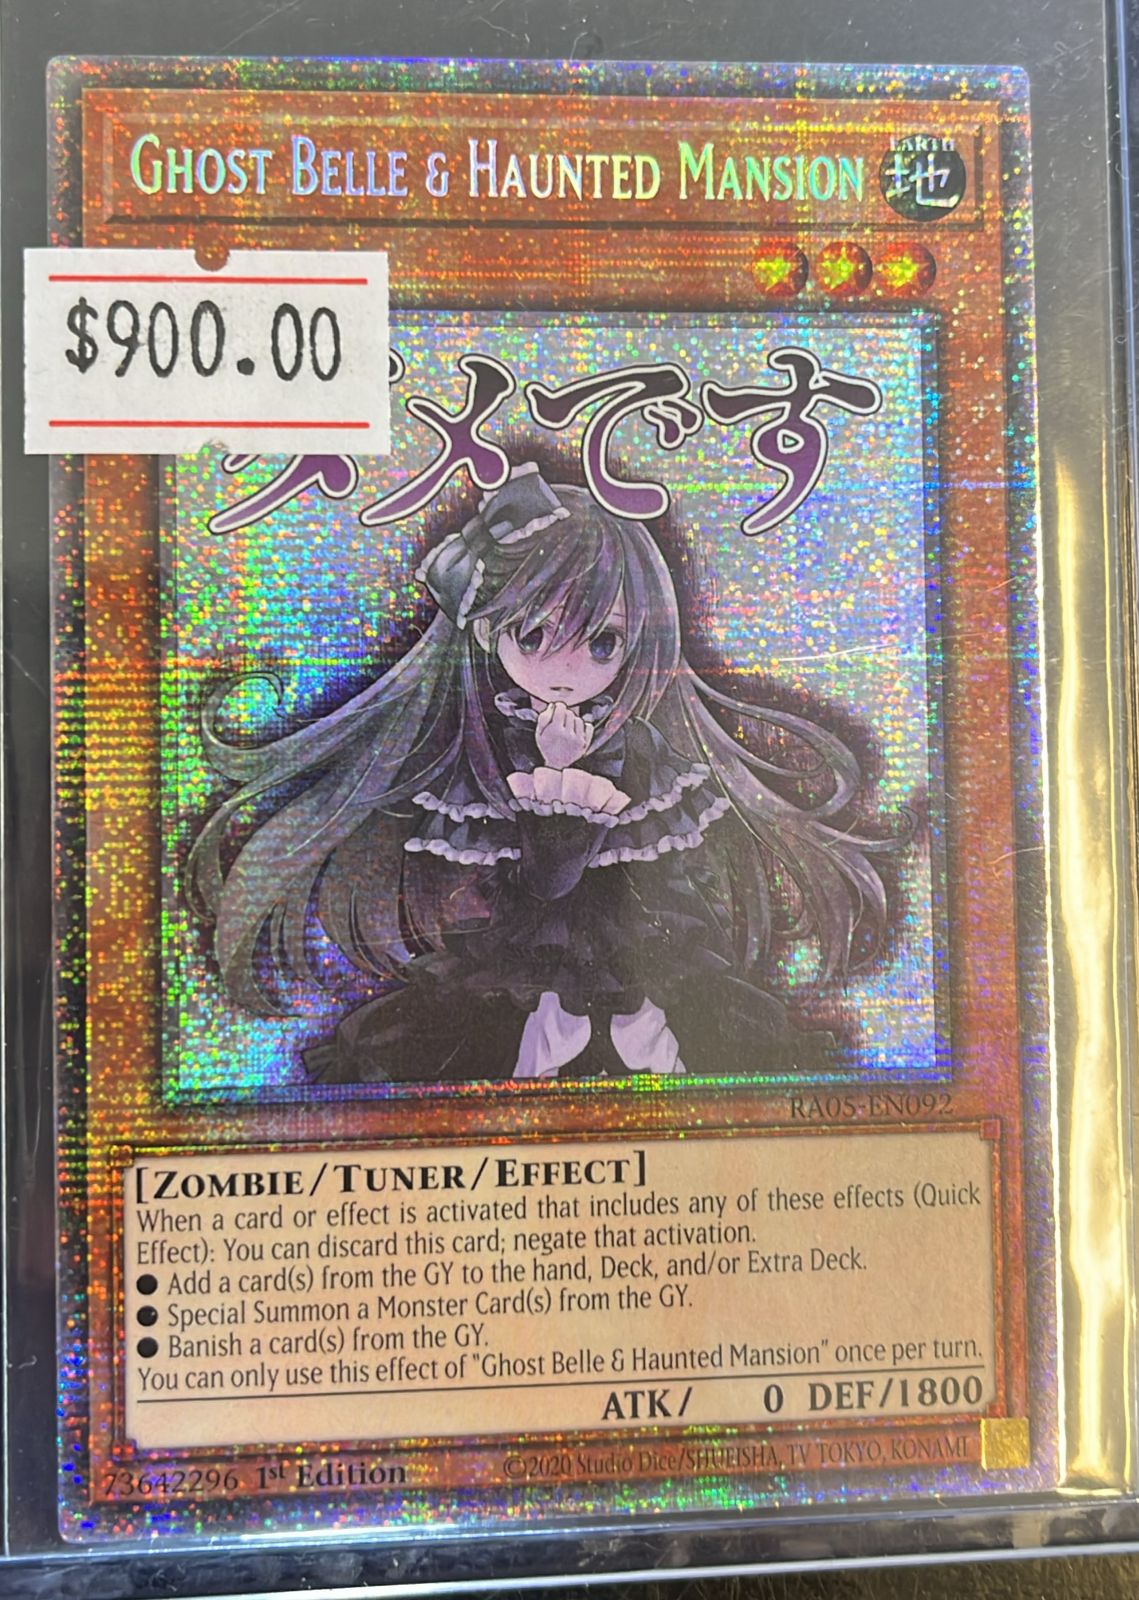 GHOST BELLE & HAUNTED MANSION
EARTH
地
$900.00
ダメです
RA05-EN092
[ZOMBIE/TUNER/EFFECT]
When a card or effect is activated that includes any of these effects (Quick
Effect): You can discard this card; negate that activation.
● Add a card(s) from the GY to the hand, Deck, and/or Extra Deck.
● Special Summon a Monster Card(s) from the GY.
● Banish a card(s) from the GY.
You can only use this effect of "Ghost Belle & Haunted Mansion" once per turn.
ATK/ 0 DEF/1800
73642296 1st Edition
©2020 Studio Dice/SHUEISHA, TV TOKYO, KONAMI